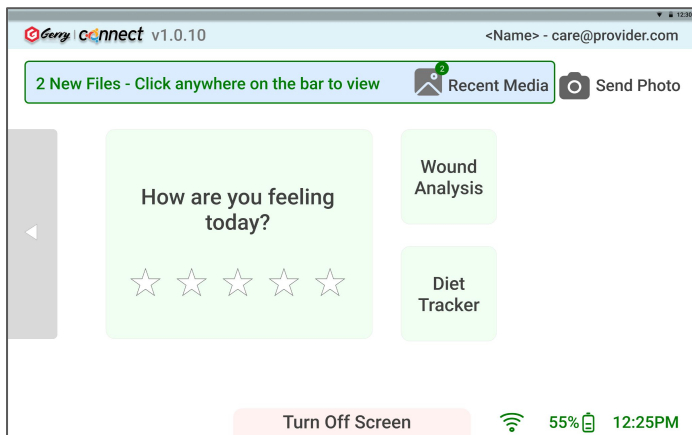 12:30
Gerry connect v1.0.10
<Name> - care@provider.com
2 New Files - Click anywhere on the bar to view
2
Recent Media
Send Photo
How are you feeling
today?
Wound
Analysis
Diet
Tracker
Turn Off Screen
55%
12:25PM